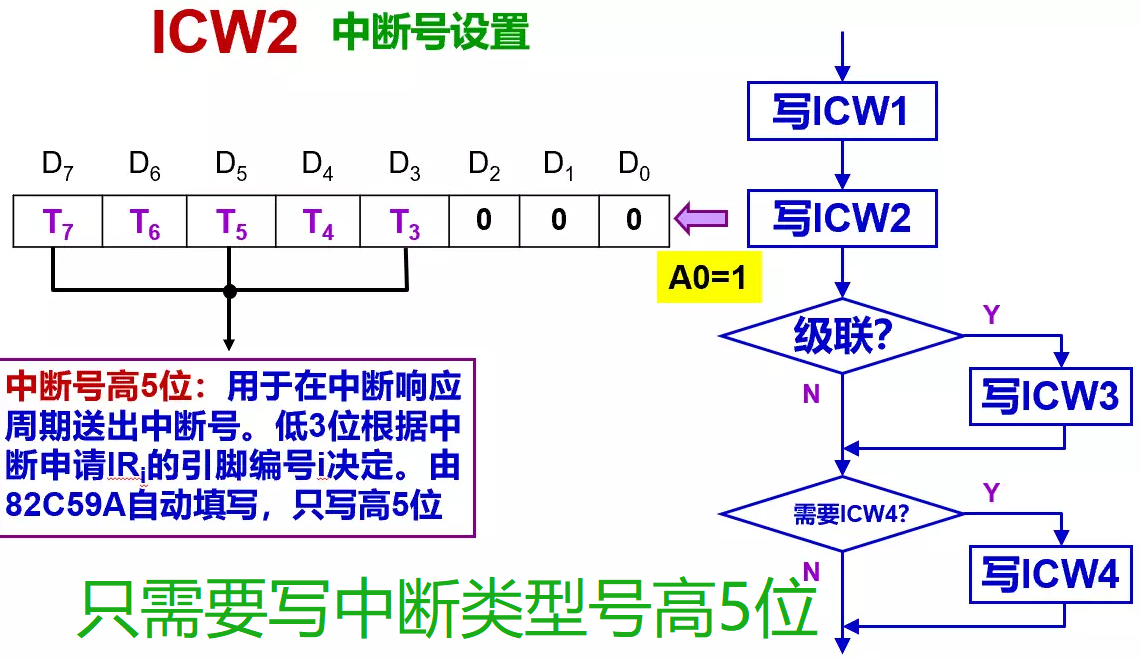 ICW2 中断号设置
D7 D6 D5 D4 D3 D2 D1 D0
T7 T6 T5 T4 T3 0 0 0
A0=1
中断号高5位：用于在中断响应
周期送出中断号。低3位根据中
断申请IRi的引脚编号i决定。由
82C59A自动填写，只写高5位
只需要写中断类型号高5位
写ICW1
写ICW2
级联?
Y
N
写ICW3
需要ICW4?
Y
N
写ICW4